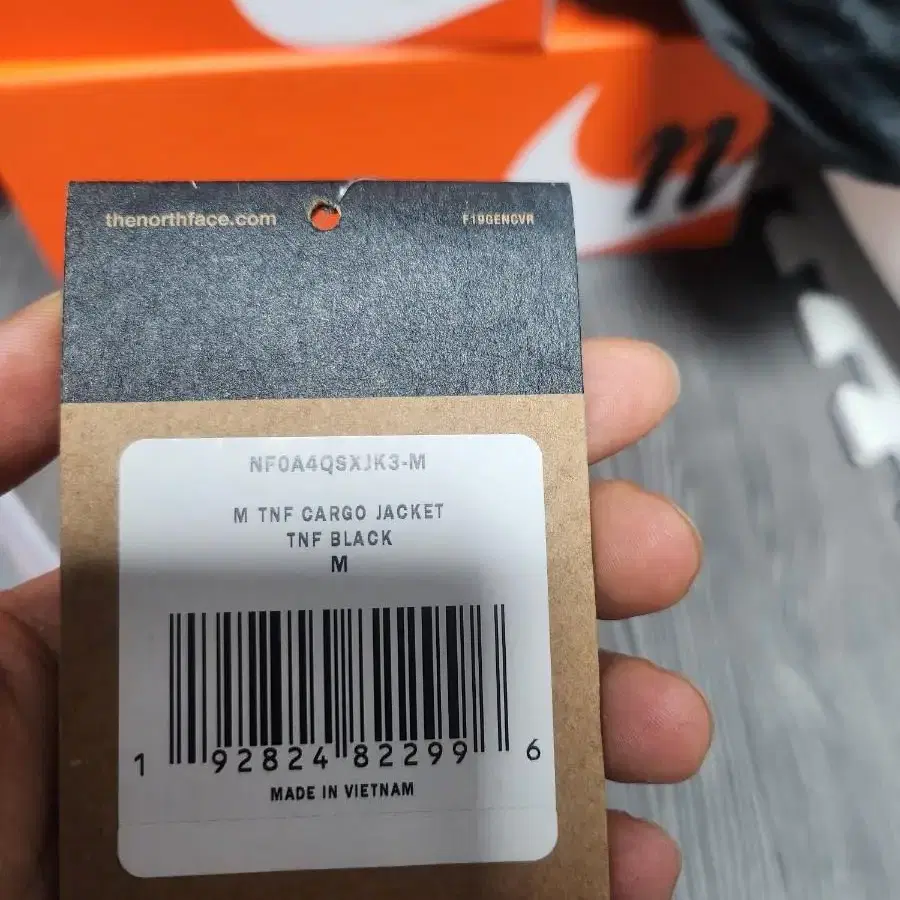 thenorthface.com
F19GENCVR
NF0A4QSXJK3-M
M TNF CARGO JACKET
TNF BLACK
M
1 92824 82299 6
MADE IN VIETNAM